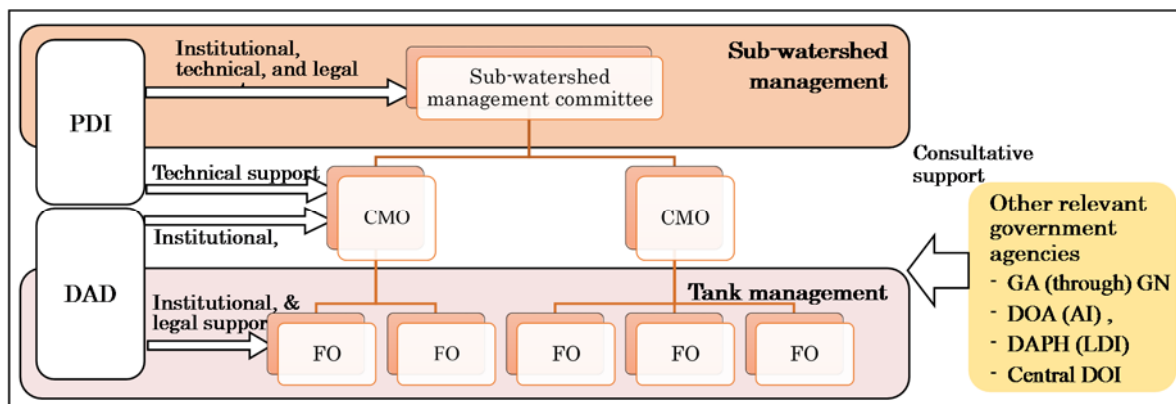 Institutional,
technical, and legal
Sub-watershed
management
Sub-watershed
management committee
PDI
Technical support
CMO
CMO
Institutional,
DAD
Institutional, &
legal support
Tank management
FO
FO
FO
FO
FO
Consultative
support
Other relevant
government
agencies
- GA (through) GN
- DOA (AI) ,
- DAPH (LDI)
- Central DOI